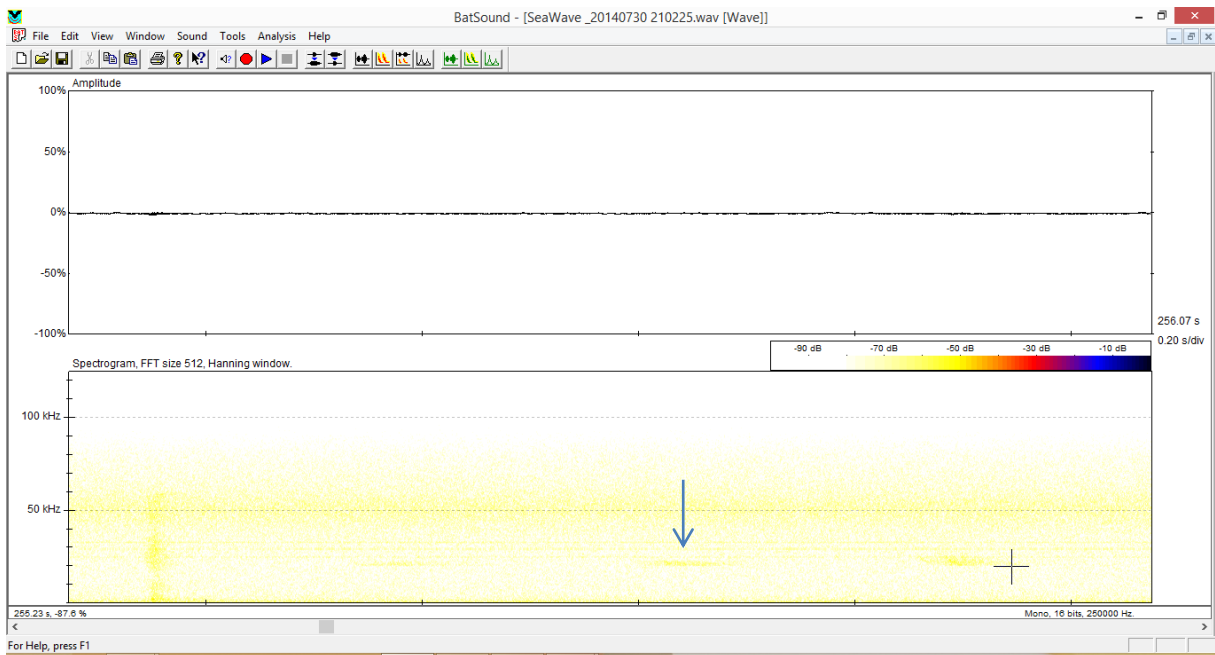 BatSound - [SeaWave _20140730 210225.wav [Wave]]
File Edit View Window Sound Tools Analysis Help
Amplitude
100%
50%
0%
-50%
-100%
256.07 s
0.20 s/div
-90 dB -70 dB -50 dB -30 dB -10 dB
Spectrogram, FFT size 512, Hanning window.
100 kHz
50 kHz
255.23 s, -87.6 %
Mono, 16 bits, 250000 Hz.
For Help, press F1